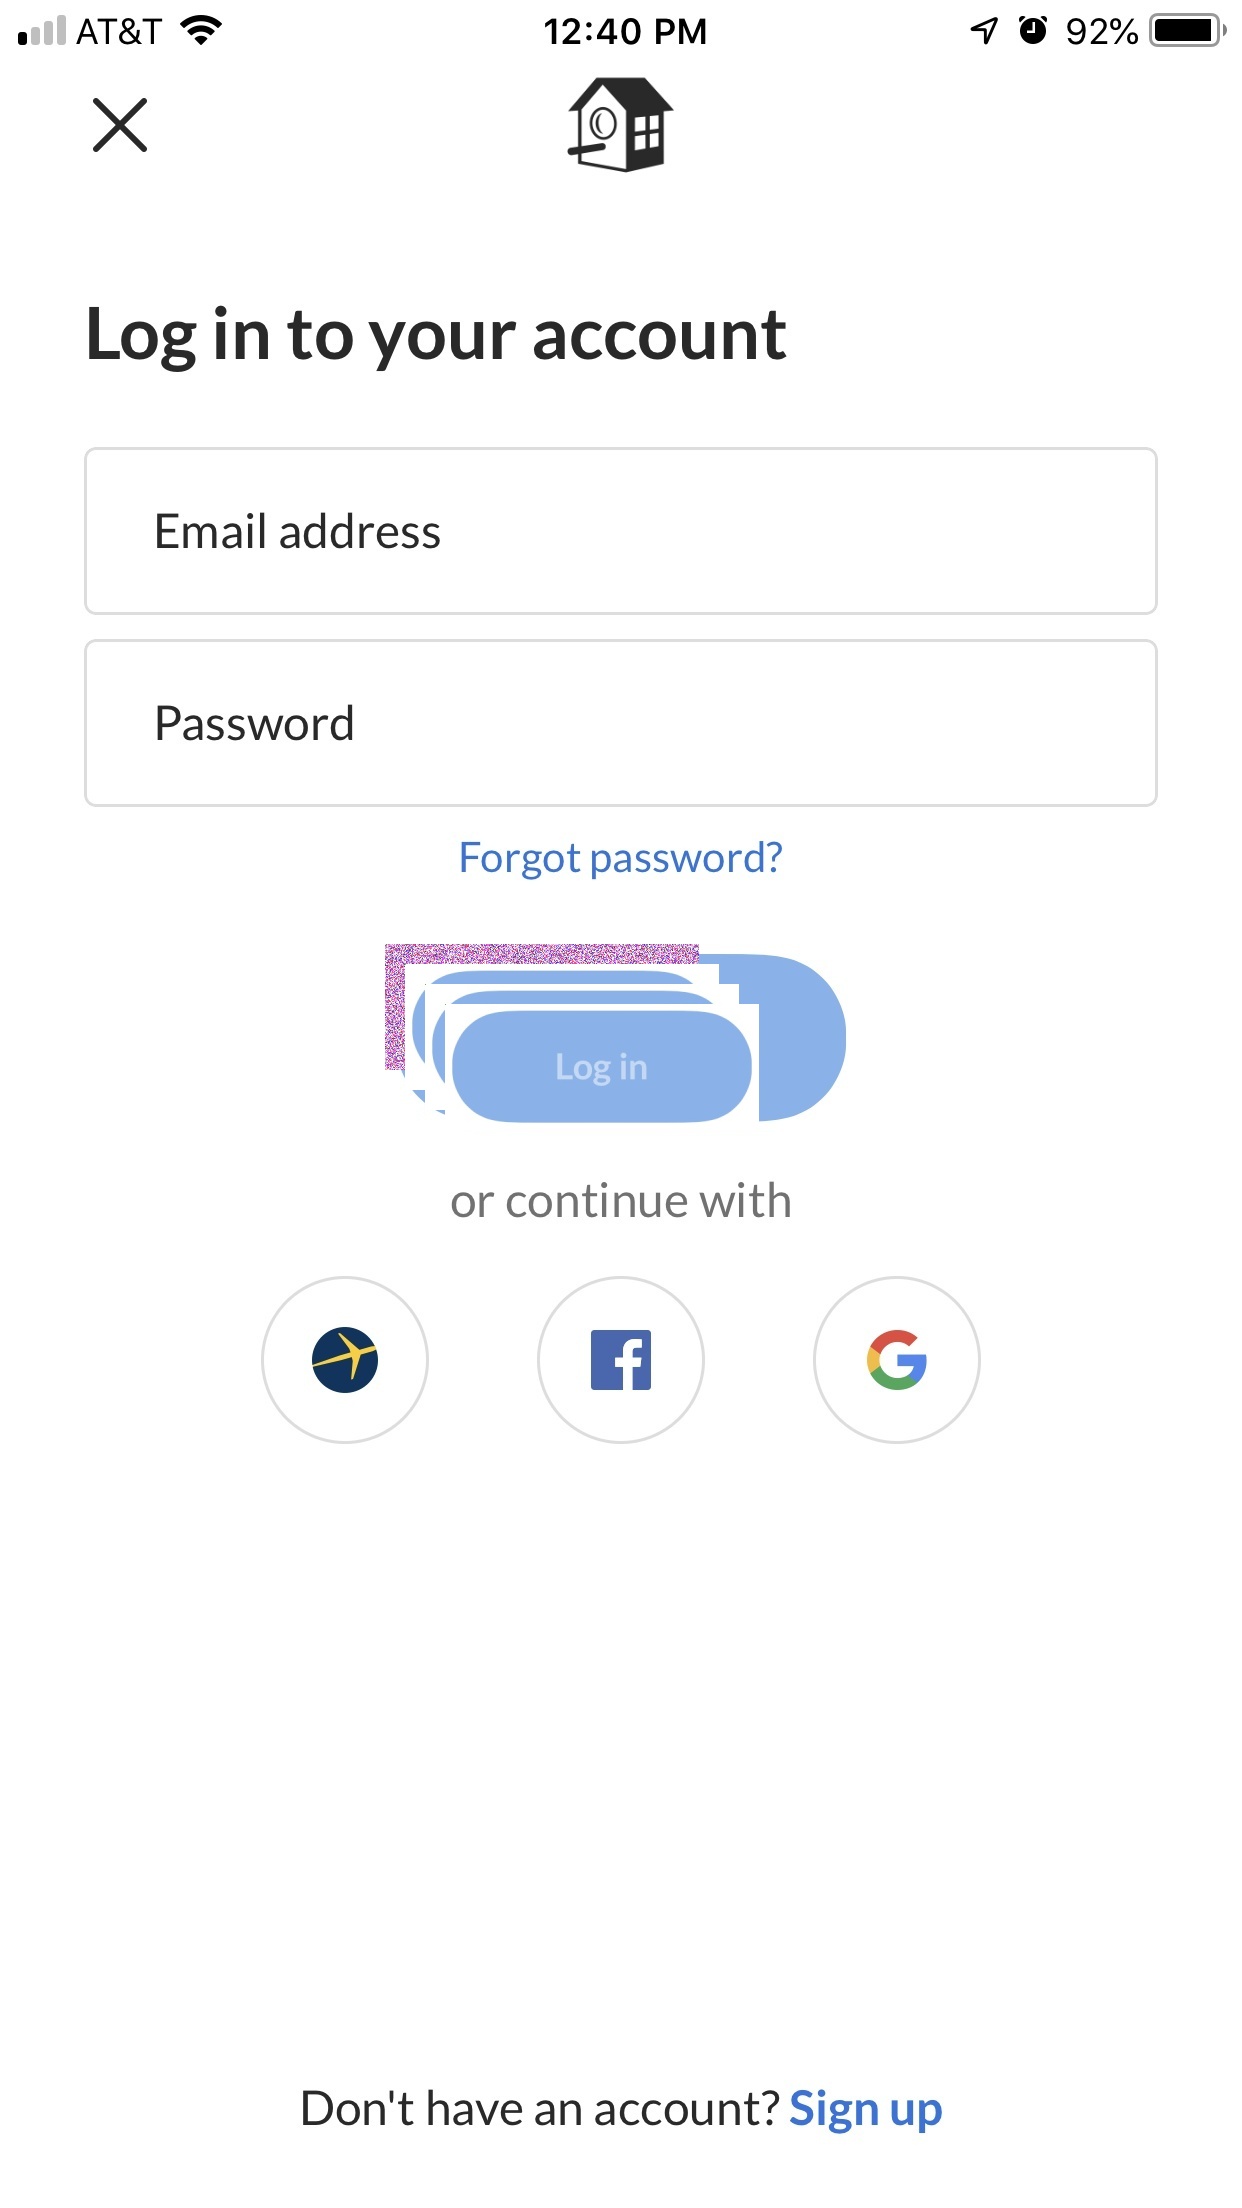 AT&T 12:40 PM 92%
Log in to your account
Email address
Password
Forgot password?
Log in
or continue with
Don't have an account? Sign up